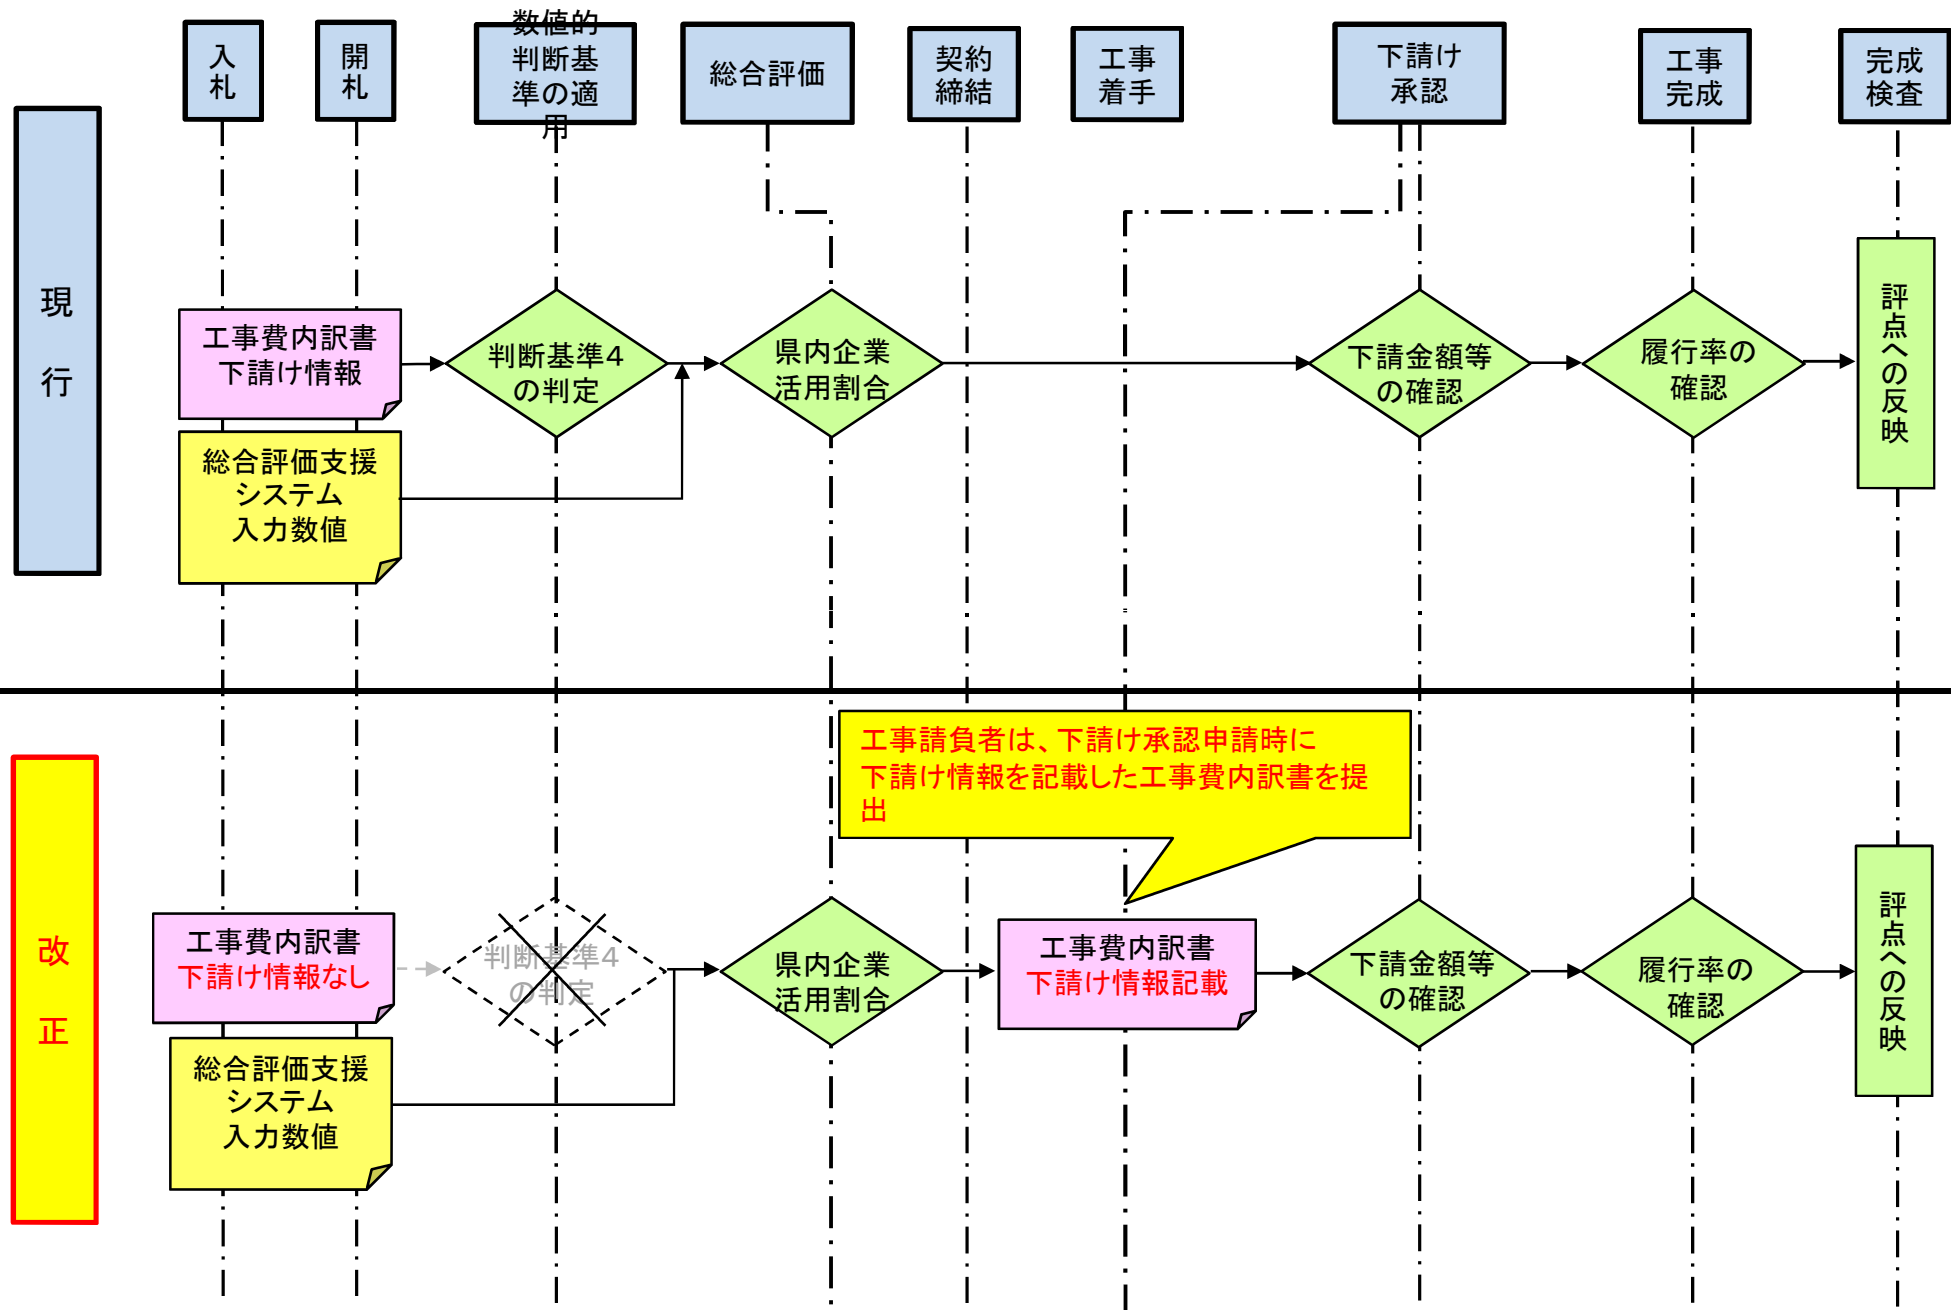 入
札
開
札
数値的
判断基
準の適
用
総合評価
契約
締結
工事
着手
下請け
承認
工事
完成
完成
検査
現
行
工事費内訳書
下請け情報
総合評価支援
システム
入力数値
判断基準4
の判定
県内企業
活用割合
下請金額等
の確認
履行率の
確認
評点への反映
改
正
工事請負者は、下請け承認申請時に
下請け情報を記載した工事費内訳書を提
出
工事費内訳書
下請け情報なし
総合評価支援
システム
入力数値
判断基準4
の判定
県内企業
活用割合
工事費内訳書
下請け情報記載
下請金額等
の確認
履行率の
確認
評点への反映